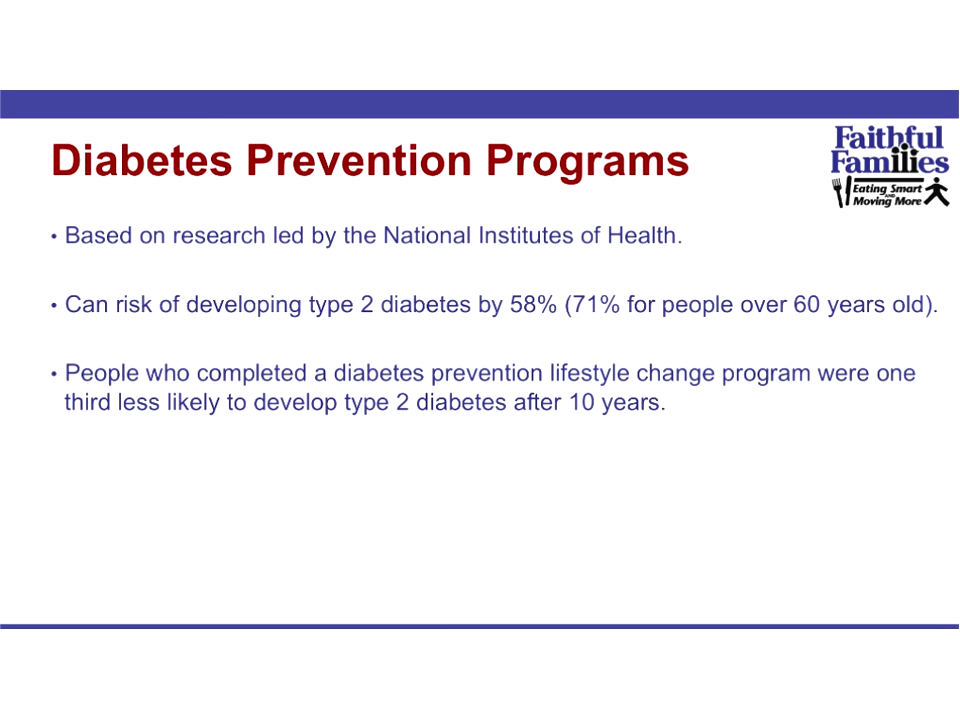 Diabetes Prevention Programs
Faithful
Families
Eating Smart
AND
Moving More
• Based on research led by the National Institutes of Health.
• Can risk of developing type 2 diabetes by 58% (71% for people over 60 years old).
• People who completed a diabetes prevention lifestyle change program were one
third less likely to develop type 2 diabetes after 10 years.